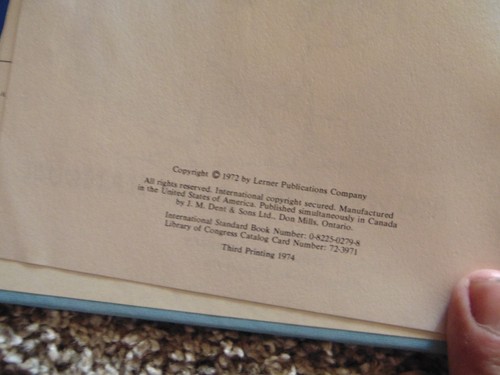 Copyright © 1972 by Lerner Publications Company
All rights reserved. International copyright secured. Manufactured
in the United States of America. Published simultaneously in Canada
by J. M. Dent & Sons Ltd., Don Mills, Ontario.
International Standard Book Number: 0-8225-0279-8
Library of Congress Catalog Card Number: 72-3971
Third Printing 1974